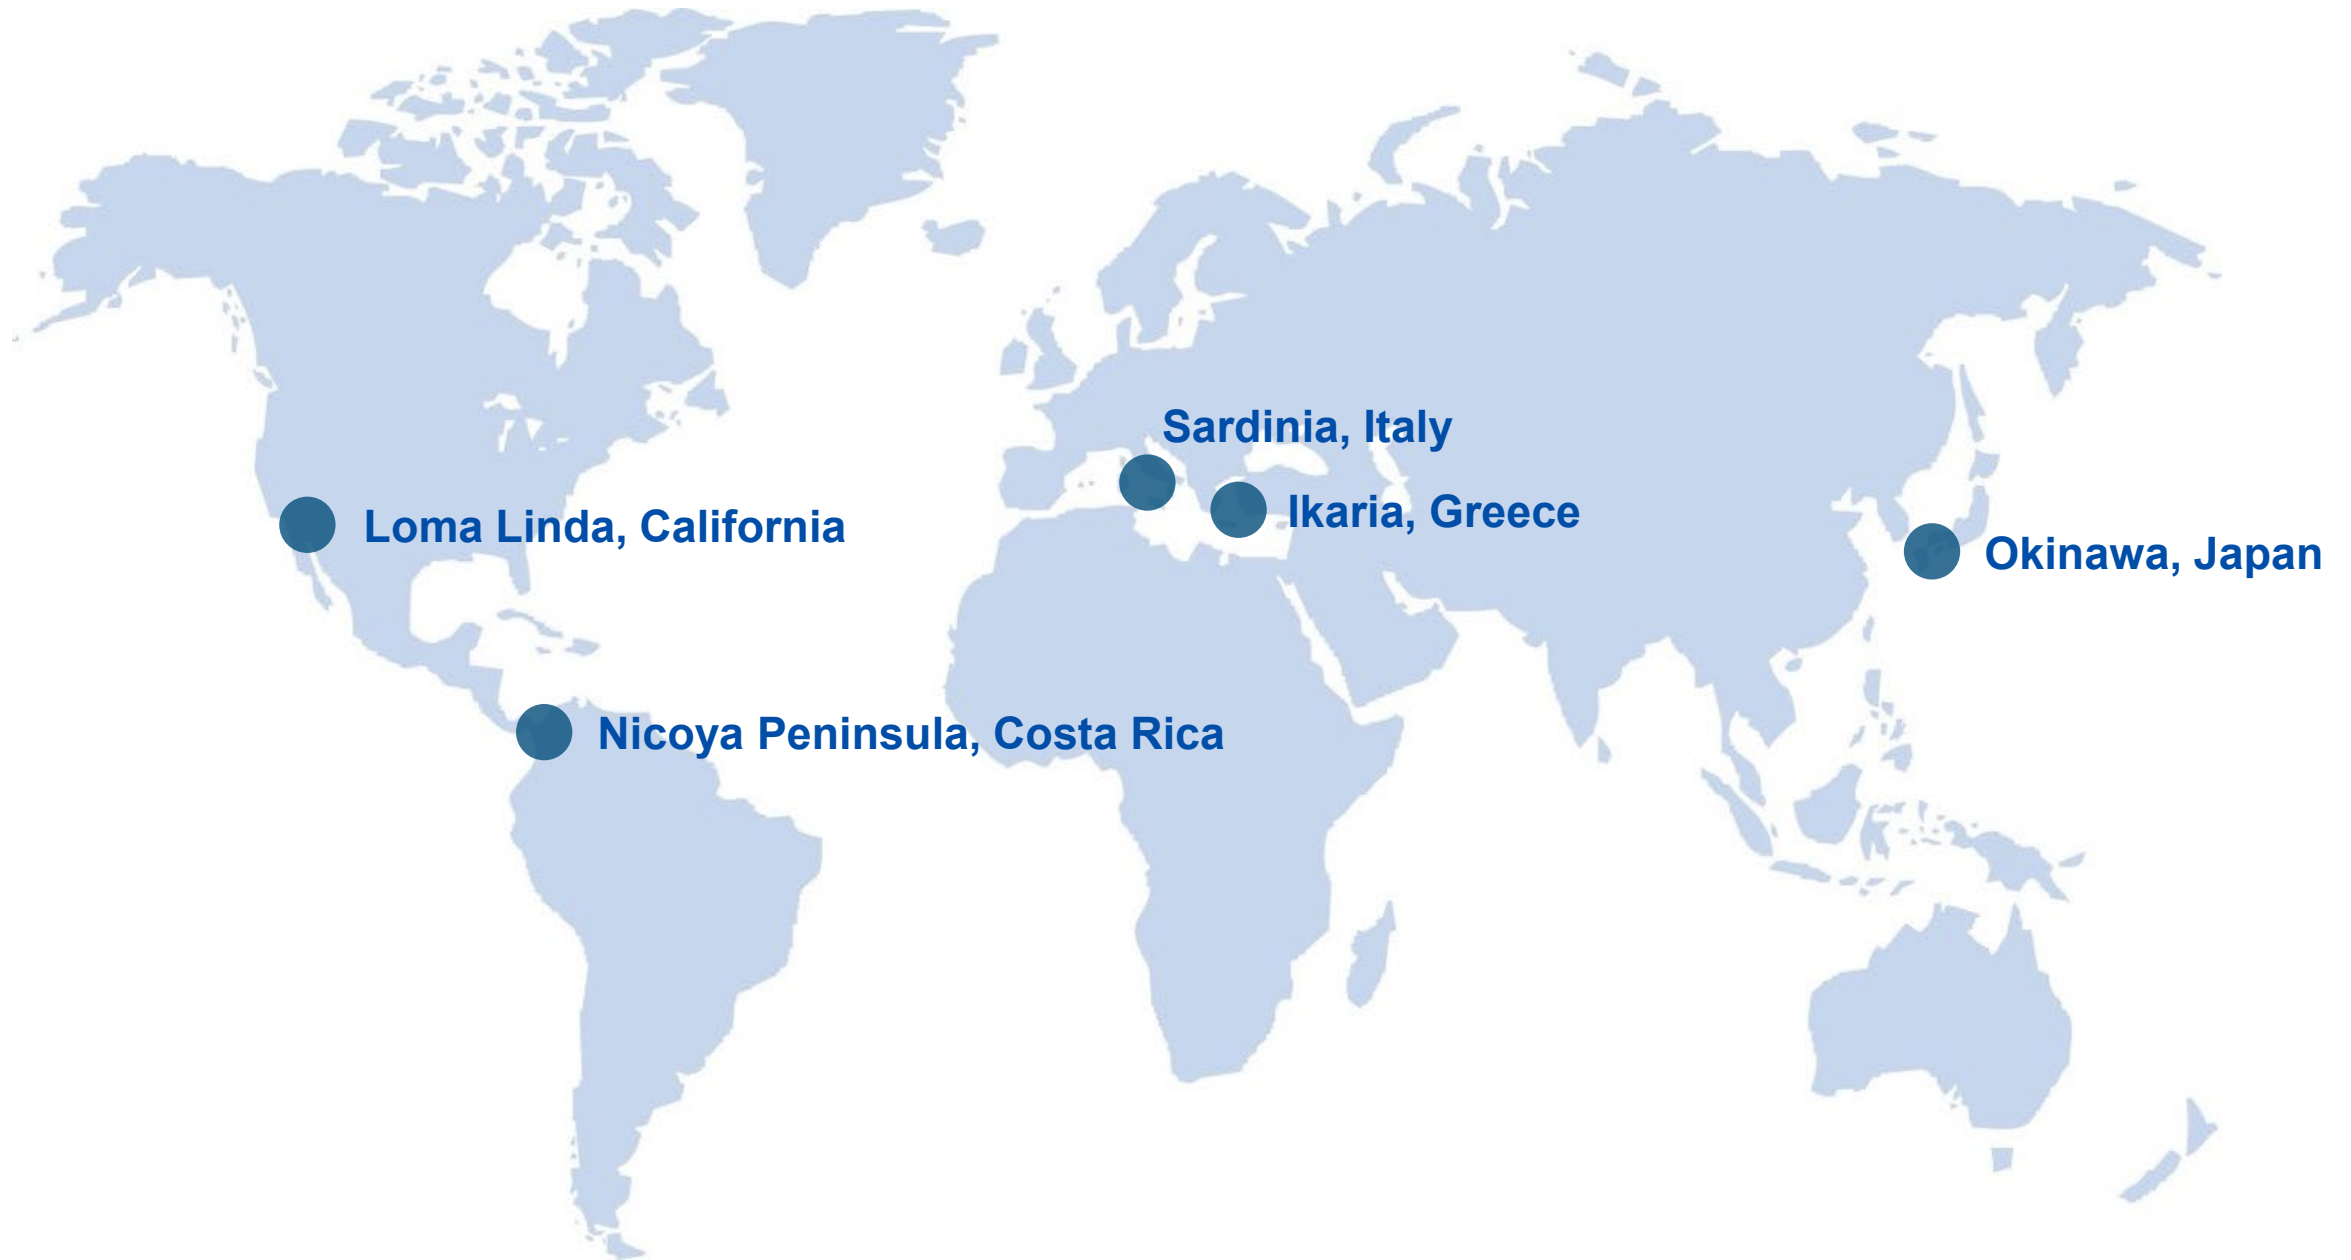 Sardinia, Italy
Ikaria, Greece
Loma Linda, California
Okinawa, Japan
Nicoya Peninsula, Costa Rica